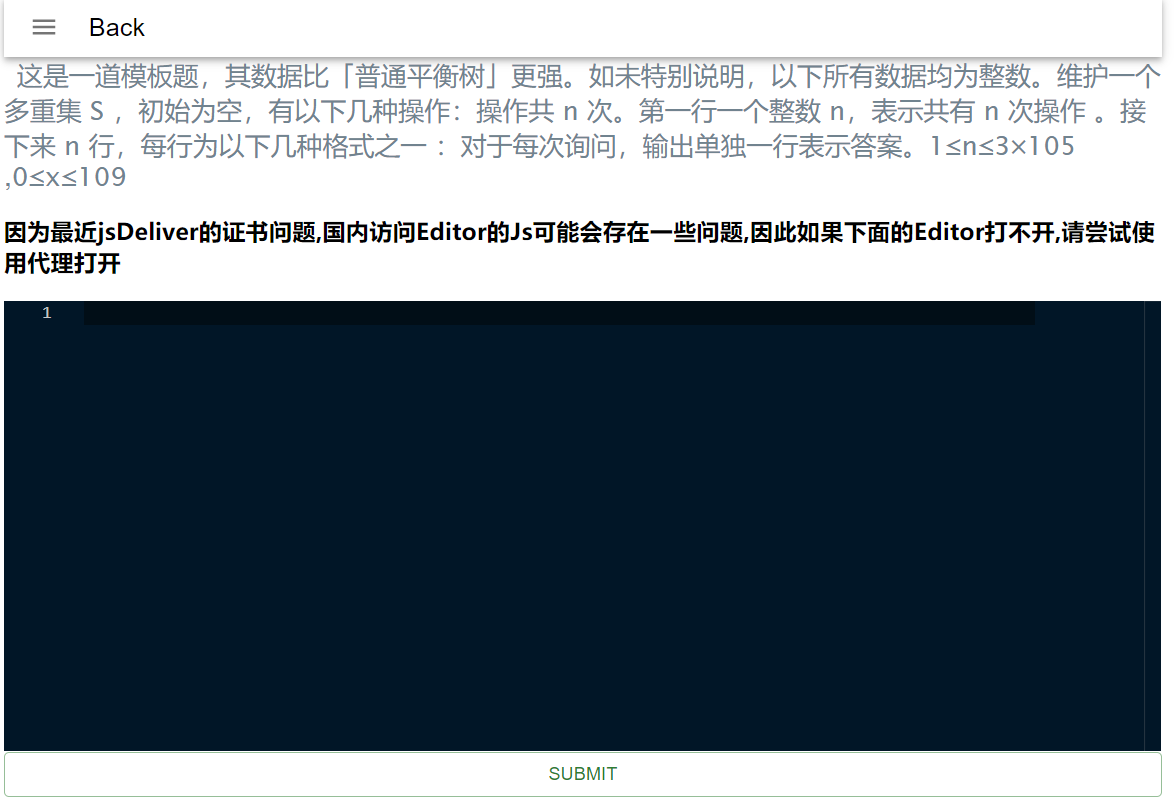 Back
这是一道模板题，其数据比「普通平衡树」更强。如未特别说明，以下所有数据均为整数。维护一个
多重集 S ，初始为空，有以下几种操作：操作共 n 次。第一行一个整数 n，表示共有 n 次操作 。接
下来 n 行，每行为以下几种格式之一 ：对于每次询问，输出单独一行表示答案。1≤n≤3×105
,0≤x≤109
因为最近jsDeliver的证书问题,国内访问Editor的Js可能会存在一些问题,因此如果下面的Editor打不开,请尝试使
用代理打开
1
SUBMIT